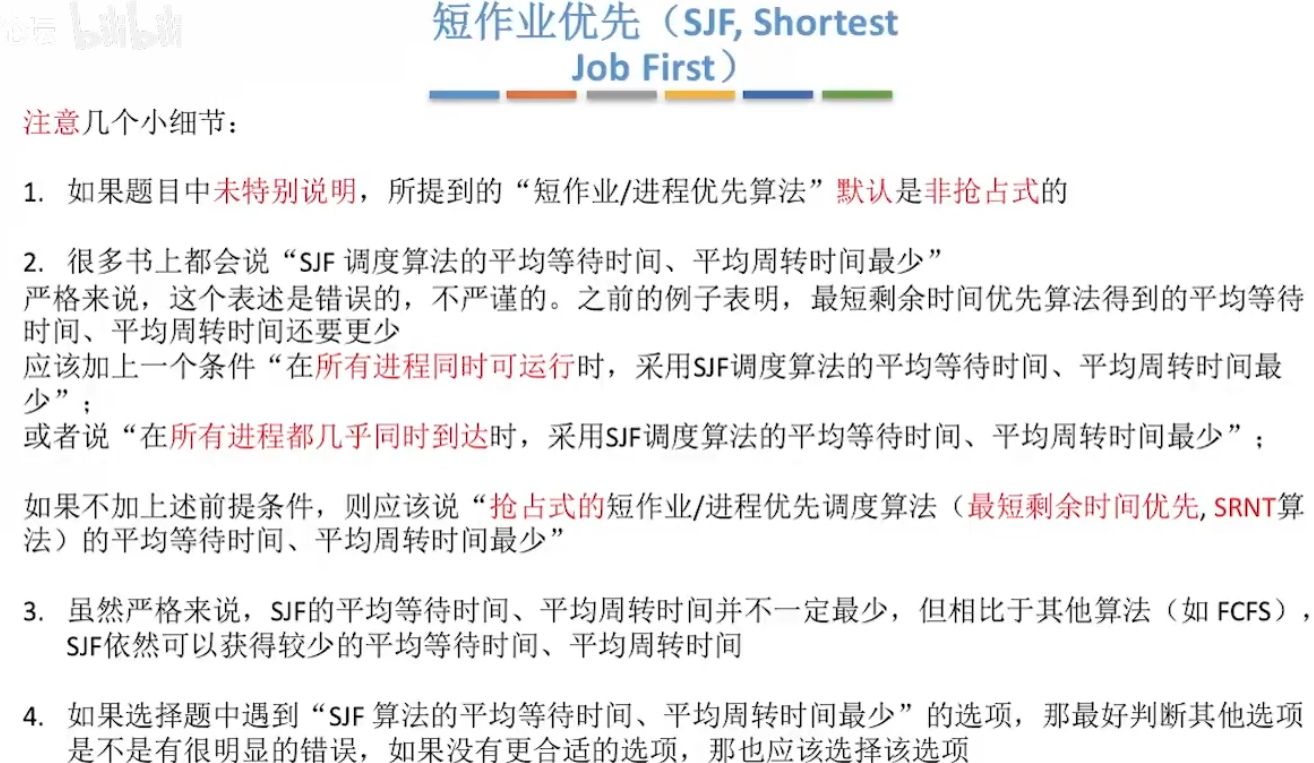 论坛 bilibili
短作业优先（SJF, Shortest
Job First）
注意几个小细节：
1. 如果题目中未特别说明，所提到的“短作业/进程优先算法”默认是非抢占式的
2. 很多书上都会说“SJF 调度算法的平均等待时间、平均周转时间最少”
严格来说，这个表述是错误的，不严谨的。之前的例子表明，最短剩余时间优先算法得到的平均等待
时间、平均周转时间还要更少
应该加上一个条件“在所有进程同时可运行时，采用SJF调度算法的平均等待时间、平均周转时间最
少”；
或者说“在所有进程都几乎同时到达时，采用SJF调度算法的平均等待时间、平均周转时间最少”；
如果不加上述前提条件，则应该说“抢占式的短作业/进程优先调度算法（最短剩余时间优先, SRNT算
法）的平均等待时间、平均周转时间最少”
3. 虽然严格来说，SJF的平均等待时间、平均周转时间并不一定最少，但相比于其他算法（如 FCFS），
SJF依然可以获得较少的平均等待时间、平均周转时间
4. 如果选择题中遇到“SJF 算法的平均等待时间、平均周转时间最少”的选项，那最好判断其他选项
是不是有很明显的错误，如果没有更合适的选项，那也应该选择该选项